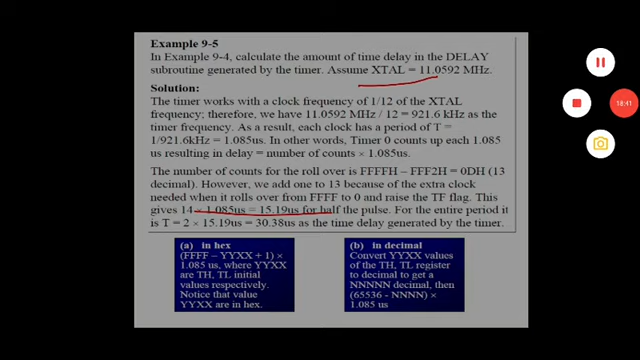 Example 9-5
In Example 9-4, calculate the amount of time delay in the DELAY
subroutine generated by the timer. Assume XTAL = 11.0592 MHz.
Solution:
The timer works with a clock frequency of 1/12 of the XTAL
frequency; therefore, we have 11.0592 MHz / 12 = 921.6 kHz as
the timer frequency. As a result, each clock has a period of T =
1/921.6kHz = 1.085us. In other words, Timer 0 counts up each 1.085
us resulting in delay = number of counts × 1.085us.
The number of counts for the roll over is FFFFH – FFF2H = 0DH (13
decimal). However, we add one to 13 because of the extra clock
needed when it rolls over from FFFF to 0 and raise the TF flag. This
gives 14 × 1.085us = 15.19us for half the pulse. For the entire period it
is T = 2 × 15.19us = 30.38us as the time delay generated by the timer.
(a) in hex
(FFFF – YYXX + 1) ×
1.085 us, where YYXX
are TH, TL initial
values respectively.
Notice that value
YYXX are in hex.
(b) in decimal
Convert YYXX values
of the TH, TL register
to decimal to get a
NNNNN decimal, then
(65536 - NNNN) ×
1.085 us
18:41